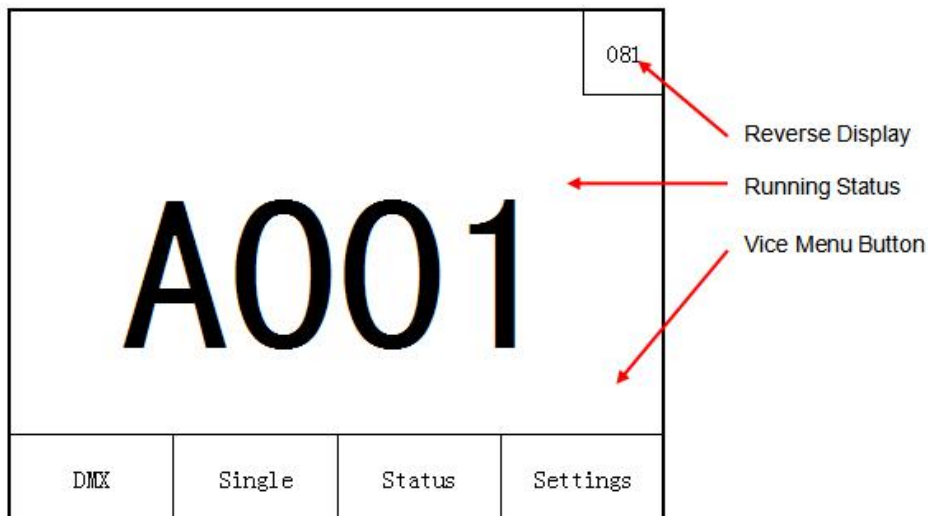 081
Reverse Display
Running Status
A001
Vice Menu Button
DMX Single Status Settings